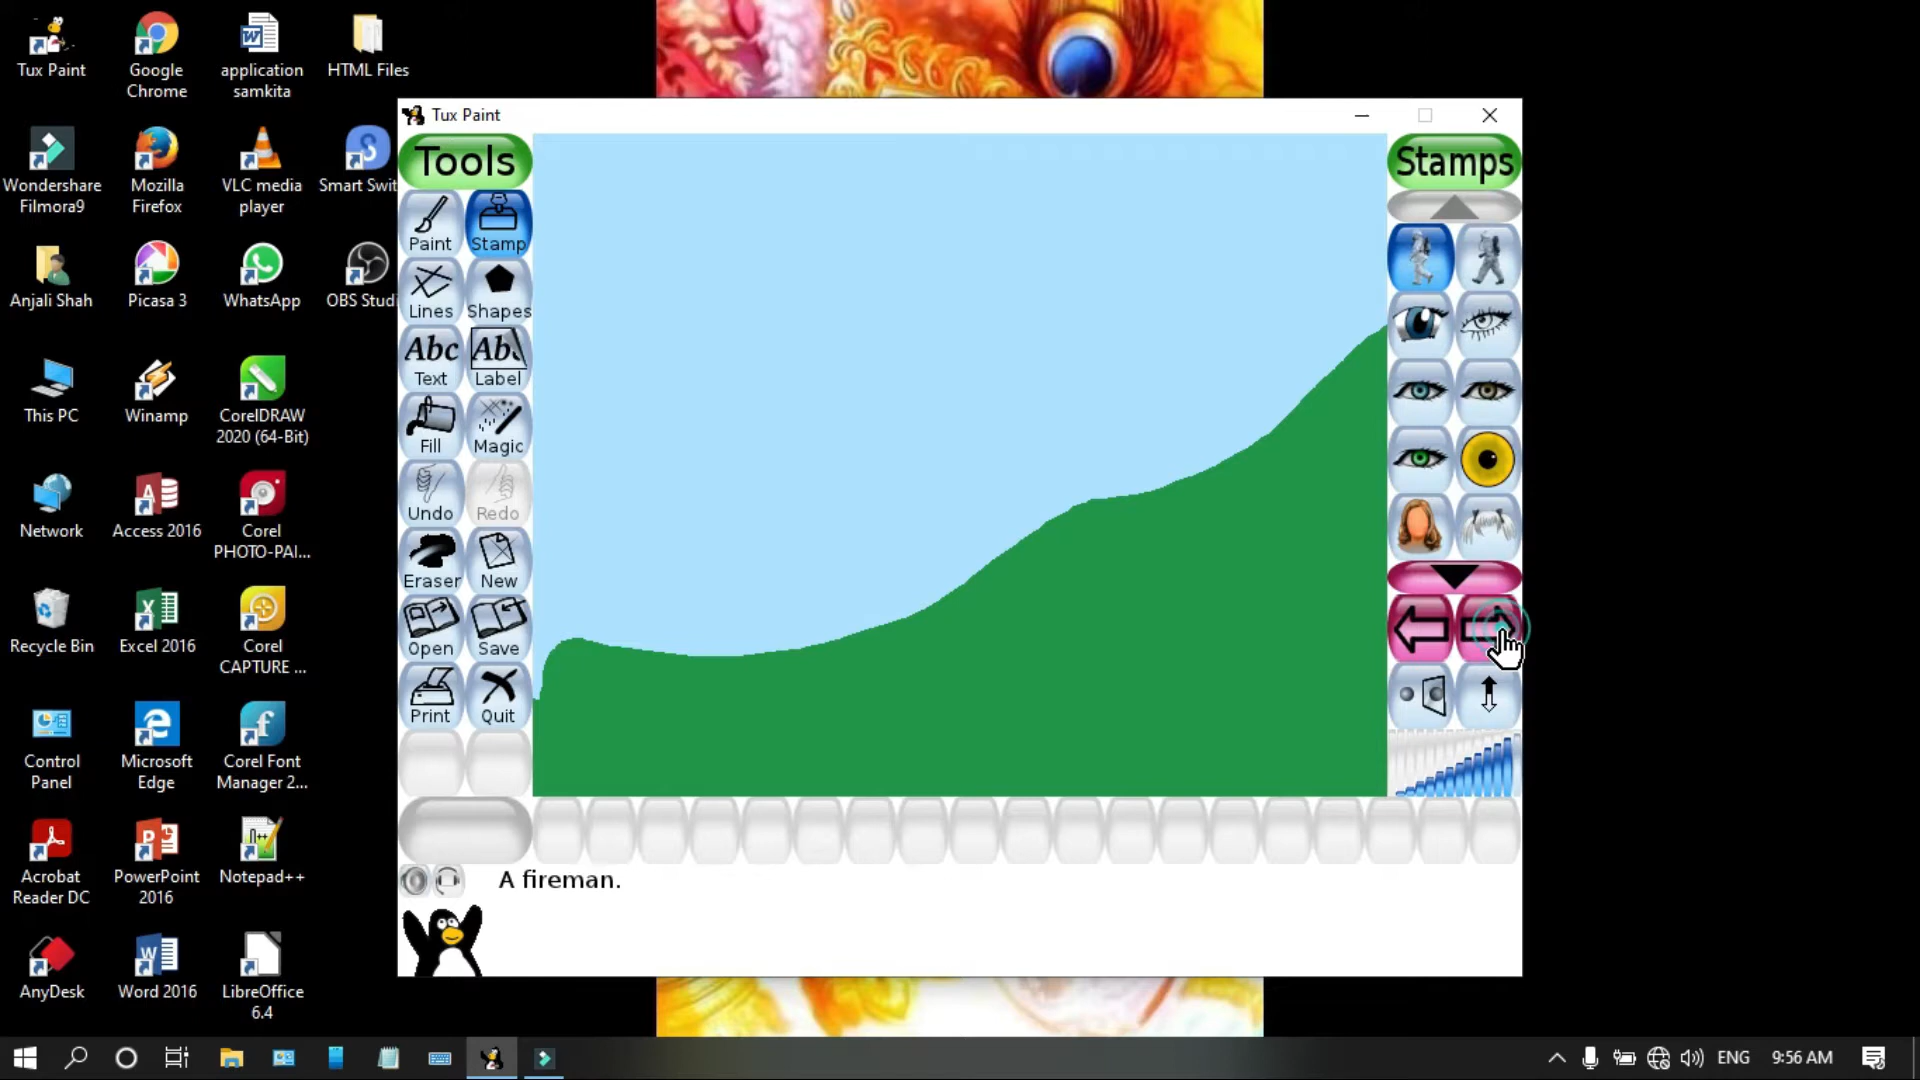 Tux Paint
Google
Chrome
application
samkita
HTML Files
Wondershare
Filmora9
Mozilla
Firefox
VLC media
player
Smart Swit
Anjali Shah
Picasa 3
WhatsApp
OBS Studi
This PC
Winamp
CorelDRAW
2020 (64-Bit)
Network
Access 2016
Corel
PHOTO-PAI...
Recycle Bin
Excel 2016
Corel
CAPTURE ...
Control
Panel
Microsoft
Edge
Corel Font
Manager 2...
Acrobat
Reader DC
PowerPoint
2016
Notepad++
AnyDesk
Word 2016
LibreOffice
6.4
Tux Paint
Tools
Paint
Stamp
Lines
Shapes
Abc
Text
Label
Fill
Magic
Undo
Redo
Eraser
New
Open
Save
Print
Quit
Stamps
A fireman.
ENG
9:56 AM